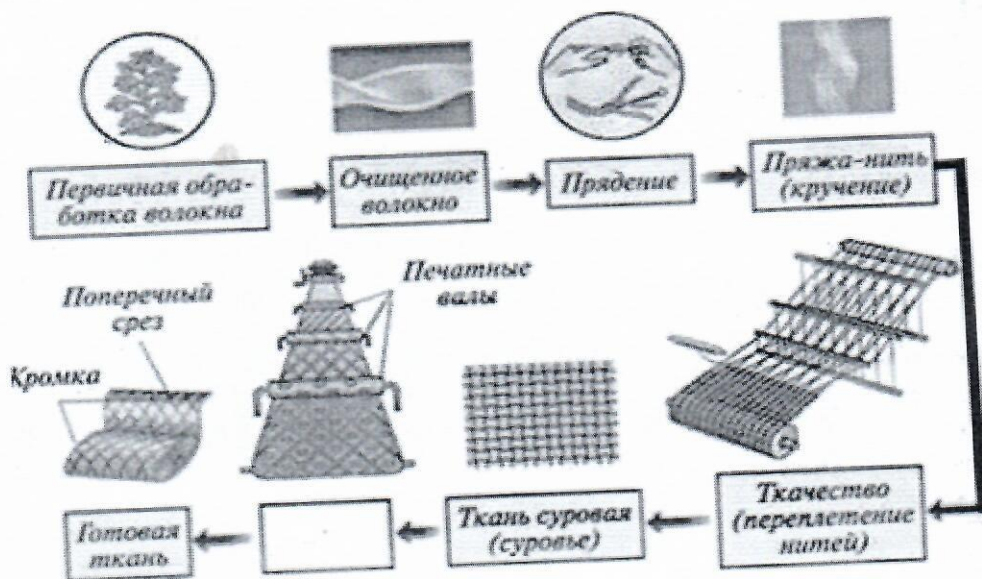 Первичная обра-
ботка волокна
Очищенное
волокно
Прядение
Пряжа-нить
(кручение)
Поперечный
срез
Кромка
Печатные
валы
Готовая
ткань
Ткань суровая
(суровье)
Ткачество
(переплетение
нитей)